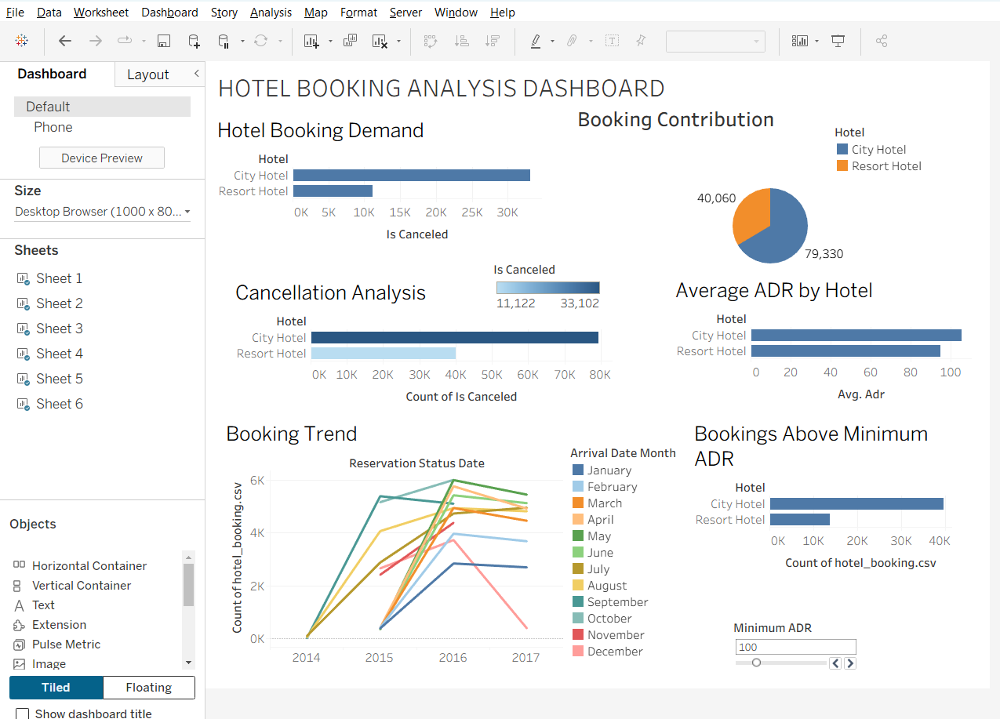 File Data Worksheet Dashboard Story Analysis Map Format Server Window Help
Dashboard Layout
Default
Phone
Device Preview
Size
Desktop Browser (1000 x 80...
Sheets
Sheet 1
Sheet 2
Sheet 3
Sheet 4
Sheet 5
Sheet 6
Objects
Horizontal Container
Vertical Container
Text
Extension
Pulse Metric
Image
Tiled Floating
Show dashboard title
HOTEL BOOKING ANALYSIS DASHBOARD
Hotel Booking Demand
Hotel
City Hotel
Resort Hotel
0K 5K 10K 15K 20K 25K 30K
Is Canceled
Booking Contribution
Hotel
City Hotel
Resort Hotel
40,060
79,330
Cancellation Analysis
Is Canceled
11,122 33,102
Hotel
City Hotel
Resort Hotel
0K 10K 20K 30K 40K 50K 60K 70K 80K
Count of Is Canceled
Average ADR by Hotel
Hotel
City Hotel
Resort Hotel
0 20 40 60 80 100
Avg. Adr
Booking Trend
Reservation Status Date
Count of hotel_booking.csv
6K
4K
2K
0K
2014 2015 2016 2017
Arrival Date Month
January
February
March
April
May
June
July
August
September
October
November
December
Bookings Above Minimum
ADR
Hotel
City Hotel
Resort Hotel
0K 10K 20K 30K 40K
Count of hotel_booking.csv
Minimum ADR
100